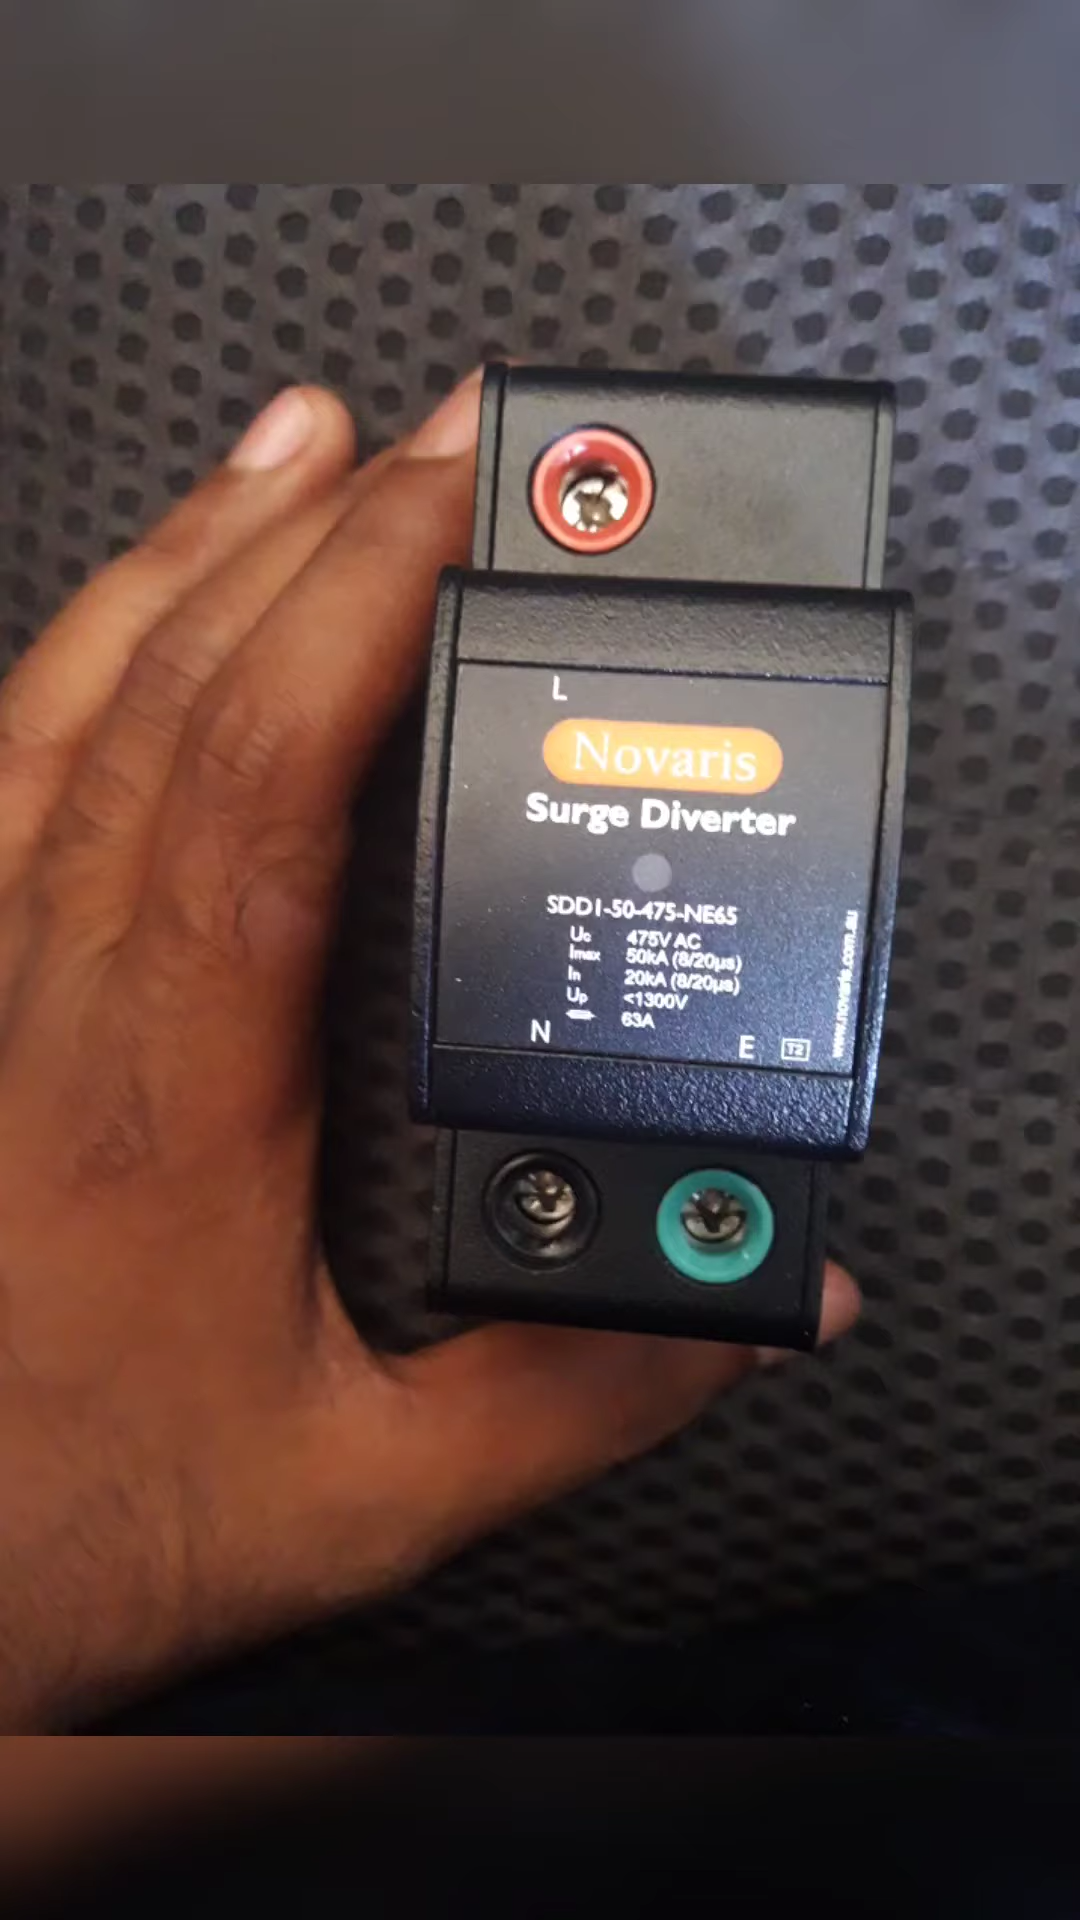 L
Novaris
Surge Diverter
SDD1-50-475-NE65
Uc 475V AC
Imax 50kA (8/20µs)
In 20kA (8/20µs)
Up <1300V
63A
N
E T2
www.novaris.com.au